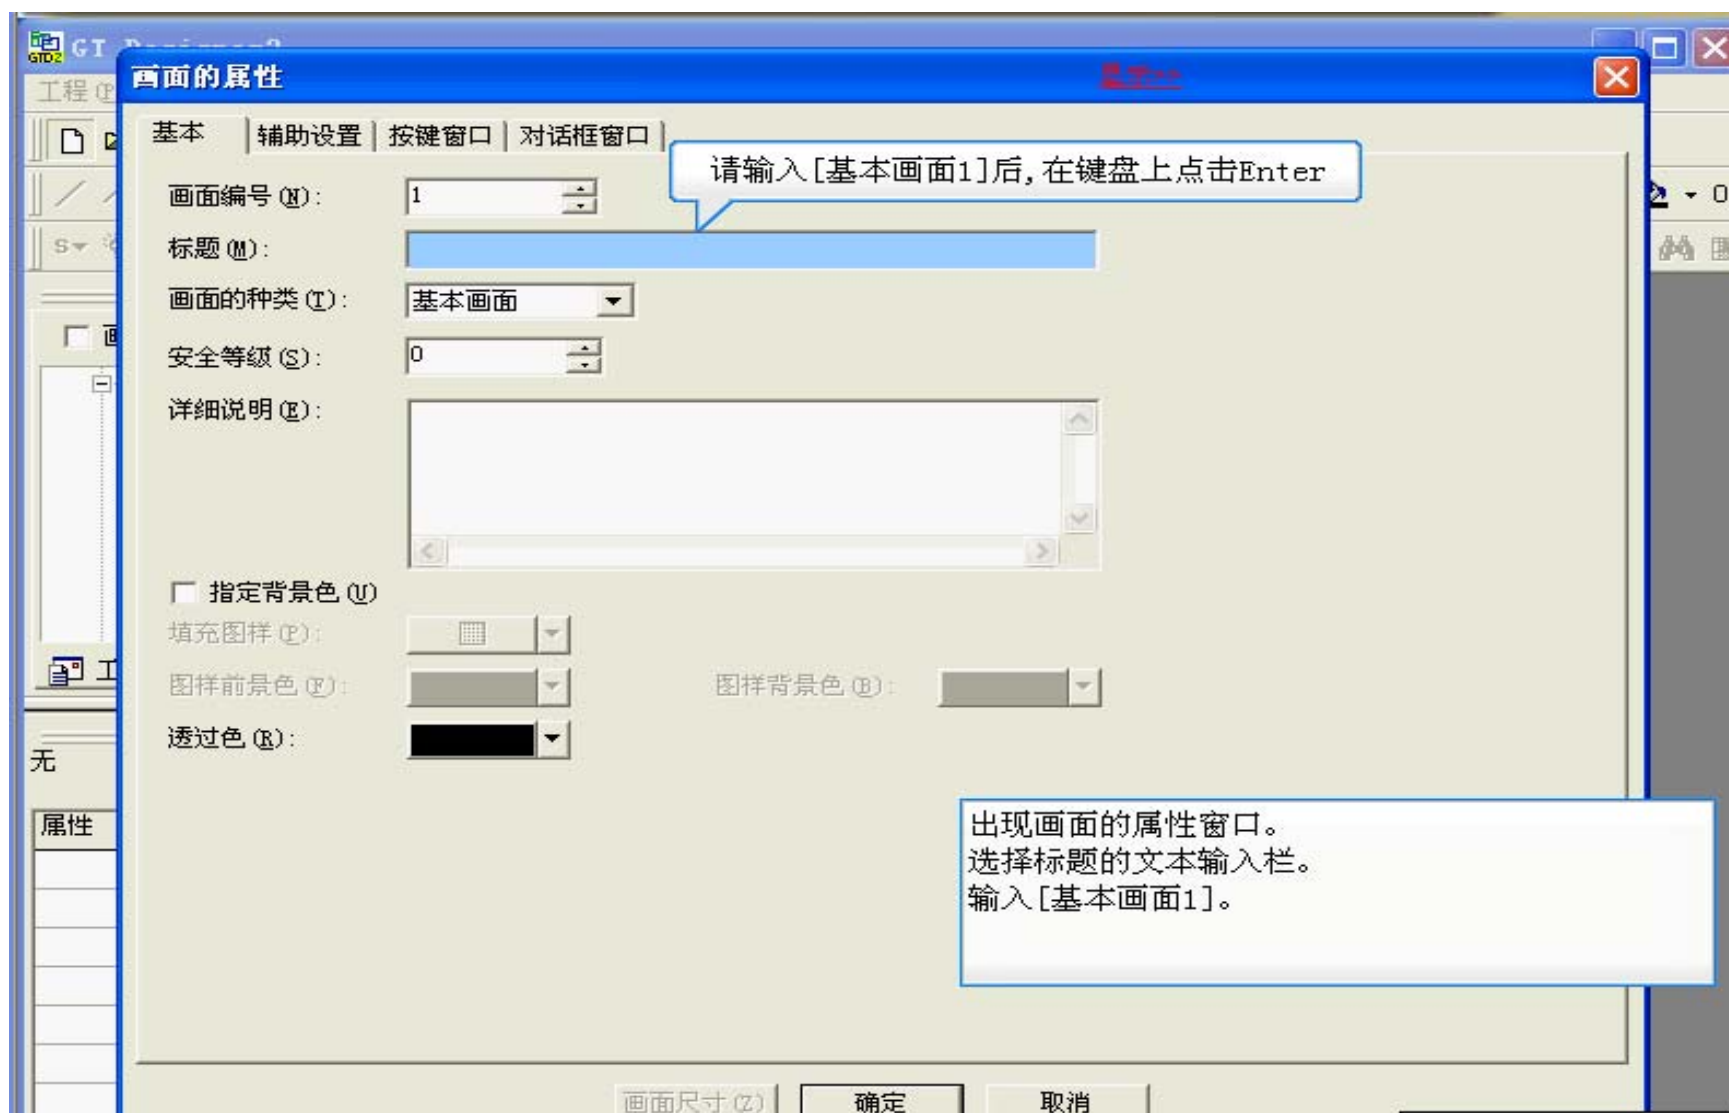 GT Designer2
画面的属性
工程(P
基本
辅助设置
按键窗口
对话框窗口
请输入[基本画面1]后,在键盘上点击Enter
画面编号(N):
1
标题(M):
画面的种类(T):
基本画面
安全等级(S):
0
详细说明(E):
指定背景色(U)
填充图样(P):
图样前景色(F):
图样背景色(B):
透过色(R):
无
属性
出现画面的属性窗口。
选择标题的文本输入栏。
输入[基本画面1]。
画面尺寸(Z)
确定
取消